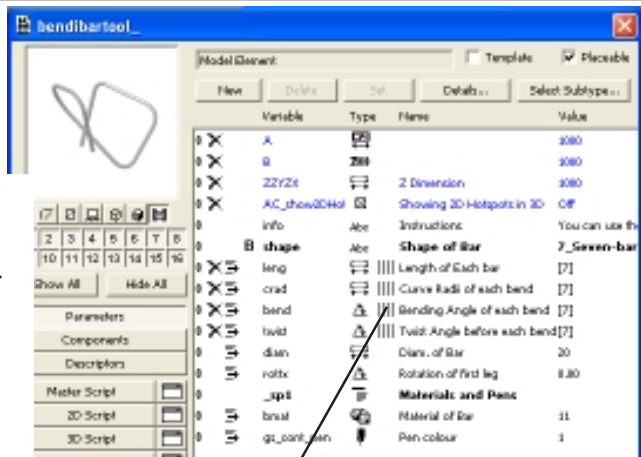 bendibartool_
Model Element
Template
Placeable
New Delete Set Details... Select Subtype...
Variable Type Name Value
A 1000
B Z100 1000
ZZYZX Z Dimension 1000
AC_show2DHot Showing 2D Hotspots in 3D Off
info Abc Instructions You can use th
B shape Abc Shape of Bar 7_Seven-bar
leng Length of Each bar [7]
crad Curve Radii of each bend [7]
bend Bending Angle of each bend [7]
twist Twist Angle before each bend [7]
diam Diam. of Bar 20
rottx Rotation of first leg 0.00
_sp1 Materials and Pens
bmat Material of Bar 11
gs_cont_pen Pen colour 1
2 3 4 5 6 7 8
10 11 12 13 14 15 16
Show All Hide All
Parameters
Components
Descriptors
Master Script
2D Script
3D Script